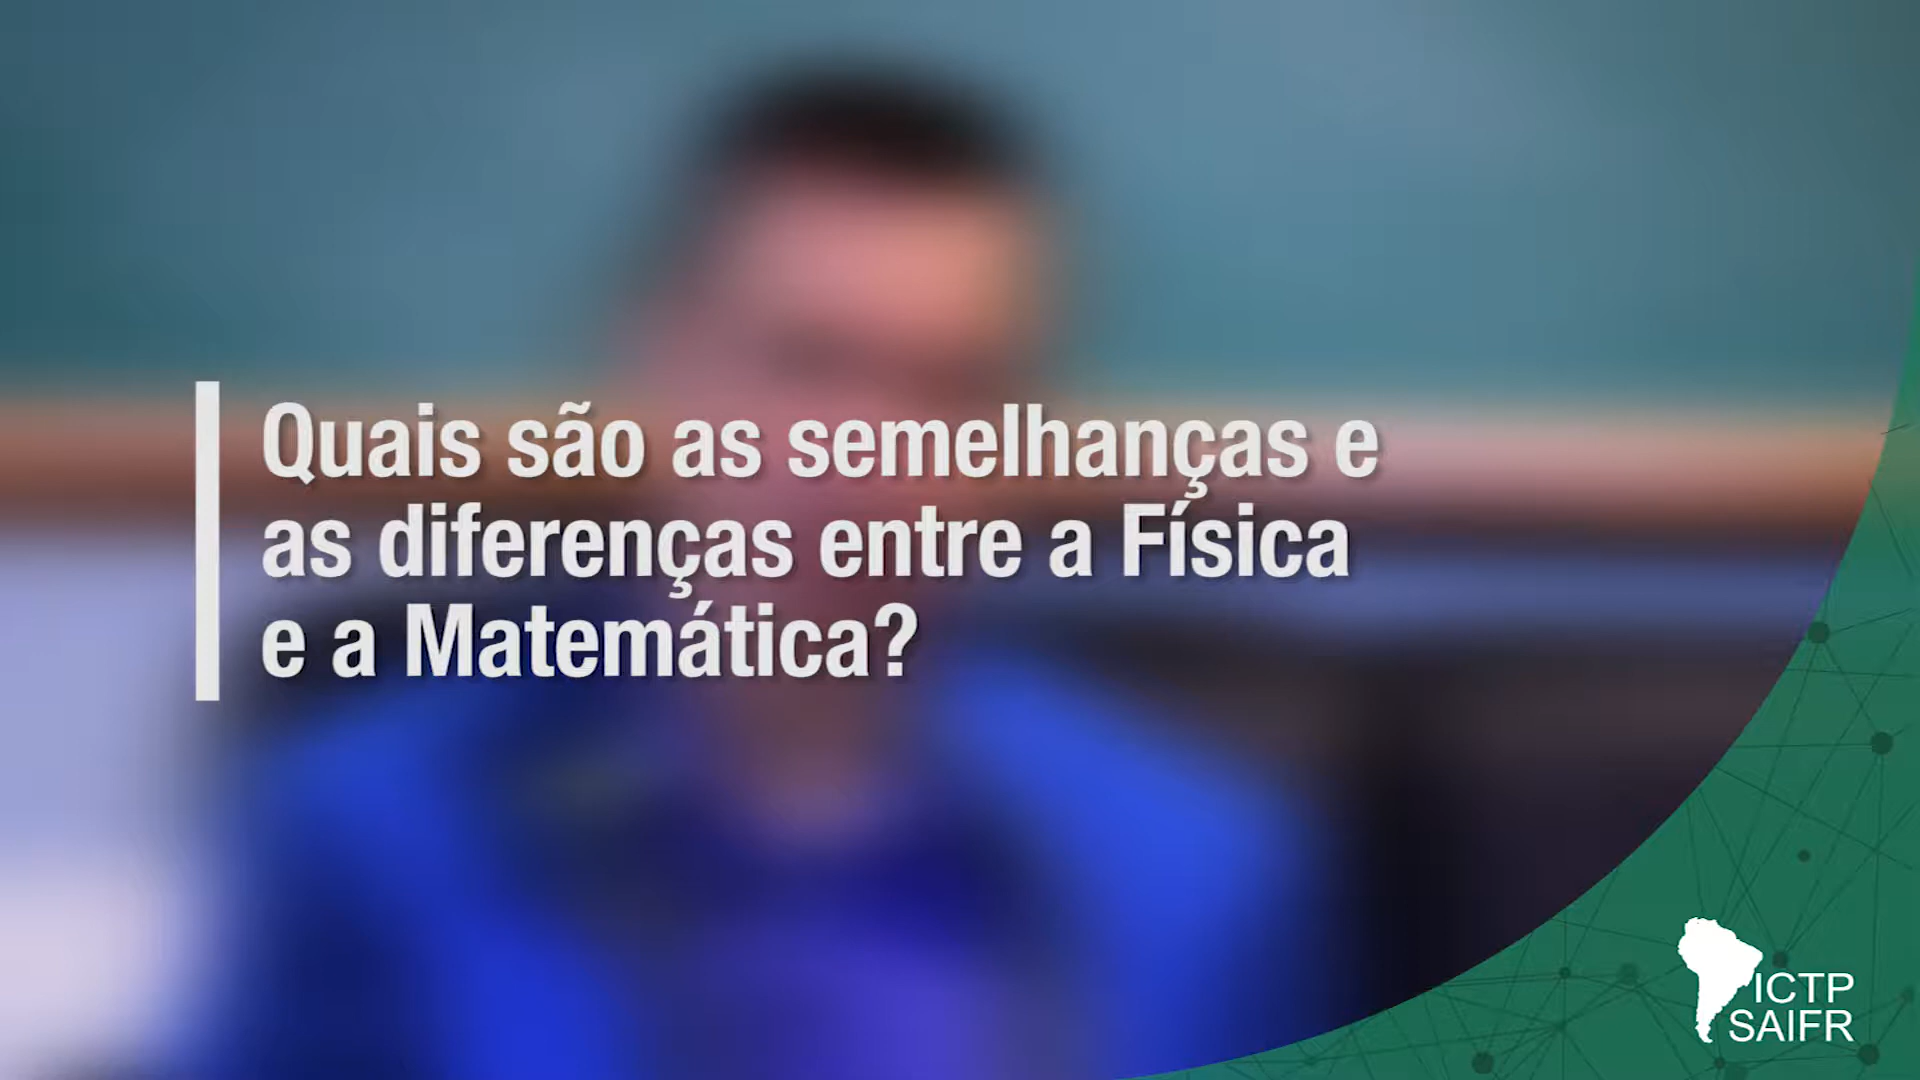 Quais são as semelhanças e
as diferenças entre a Física
e a Matemática?
ICTP
SAIFR